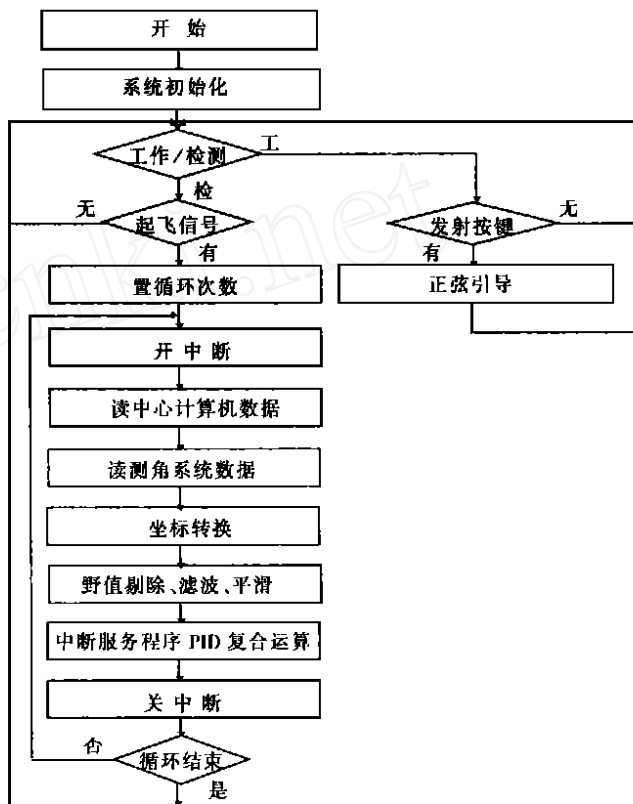 开 始
系统初始化
工作/检测
工
检
起飞信号
无
有
发射按键
无
有
置循环次数
正弦引导
开 中 断
读中心计算机数据
读测角系统数据
坐标转换
野值剔除、滤波、平滑
中断服务程序 PID 复合运算
关 中 断
循环结束
否
是